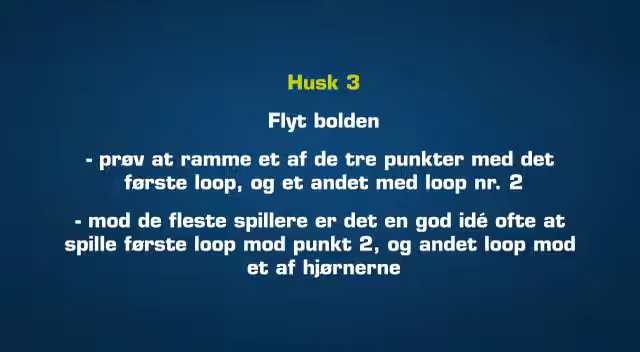 Husk 3
Flyt bolden
- prøv at ramme et af de tre punkter med det
første loop, og et andet med loop nr. 2
- mod de fleste spillere er det en god idé ofte at
spille første loop mod punkt 2, og andet loop mod
et af hjørnerne